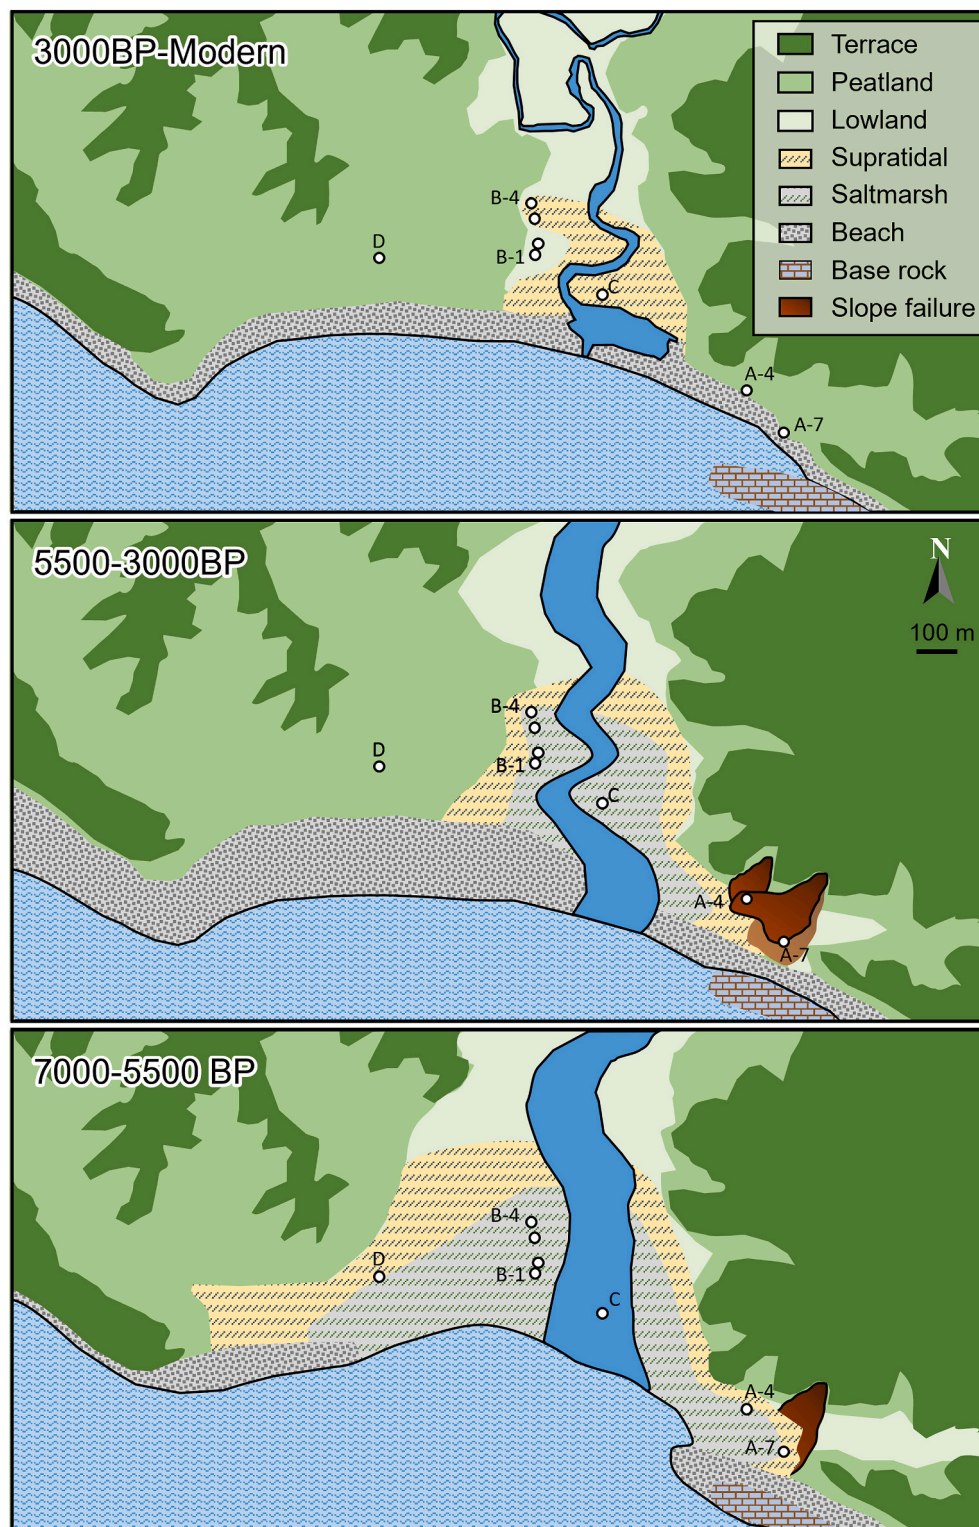 3000BP-Modern
Terrace
Peatland
Lowland
Supratidal
Saltmarsh
Beach
Base rock
Slope failure
B-4
D
B-1
C
A-4
A-7
5500-3000BP
N
100 m
B-4
D
B-1
C
A-4
A-7
7000-5500 BP
B-4
D
B-1
C
A-4
A-7